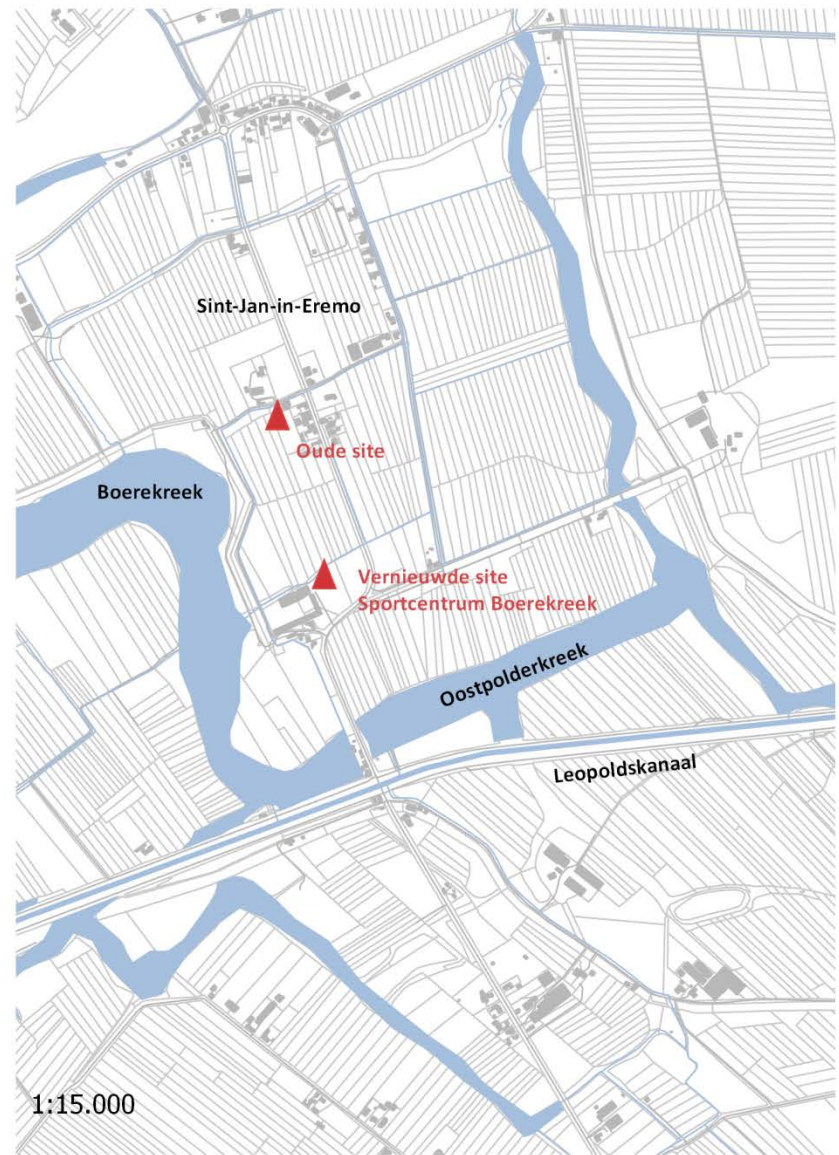 Sint-Jan-in-Eremo
Oude site
Boerekreek
Vernieuwde site
Sportcentrum Boerekreek
Oostpolderkreek
Leopoldskanaal
1:15.000